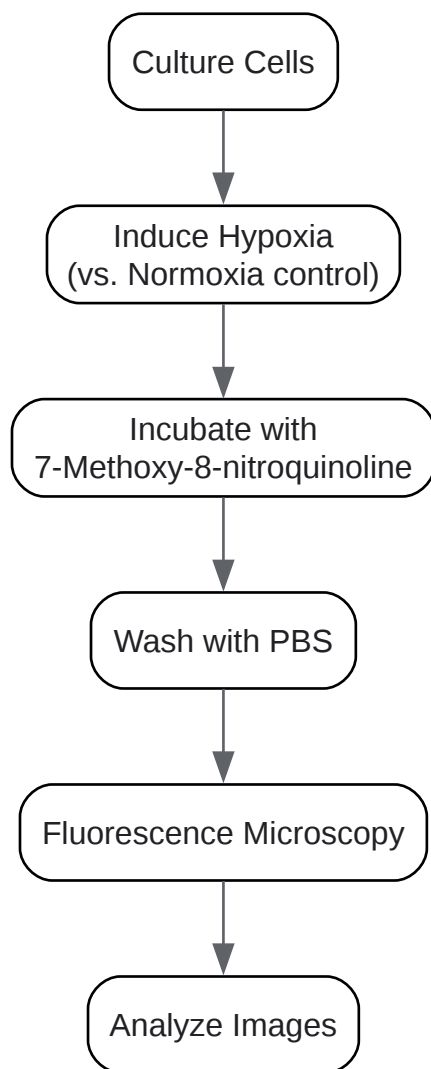 Culture Cells
Induce Hypoxia
(vs. Normoxia control)
Incubate with
7-Methoxy-8-nitroquinoline
Wash with PBS
Fluorescence Microscopy
Analyze Images